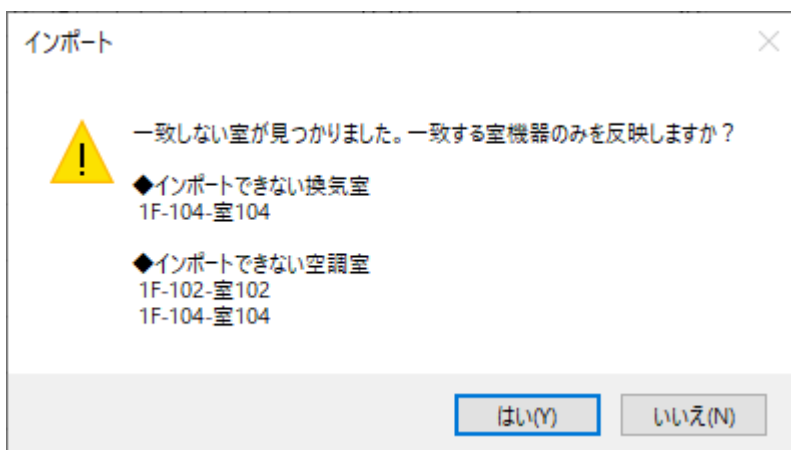 インポート
一致しない室が見つかりました。一致する室機器のみを反映しますか？
◆インポートできない換気室
1F-104-室104
◆インポートできない空調室
1F-102-室102
1F-104-室104
はい(Y)
いいえ(N)